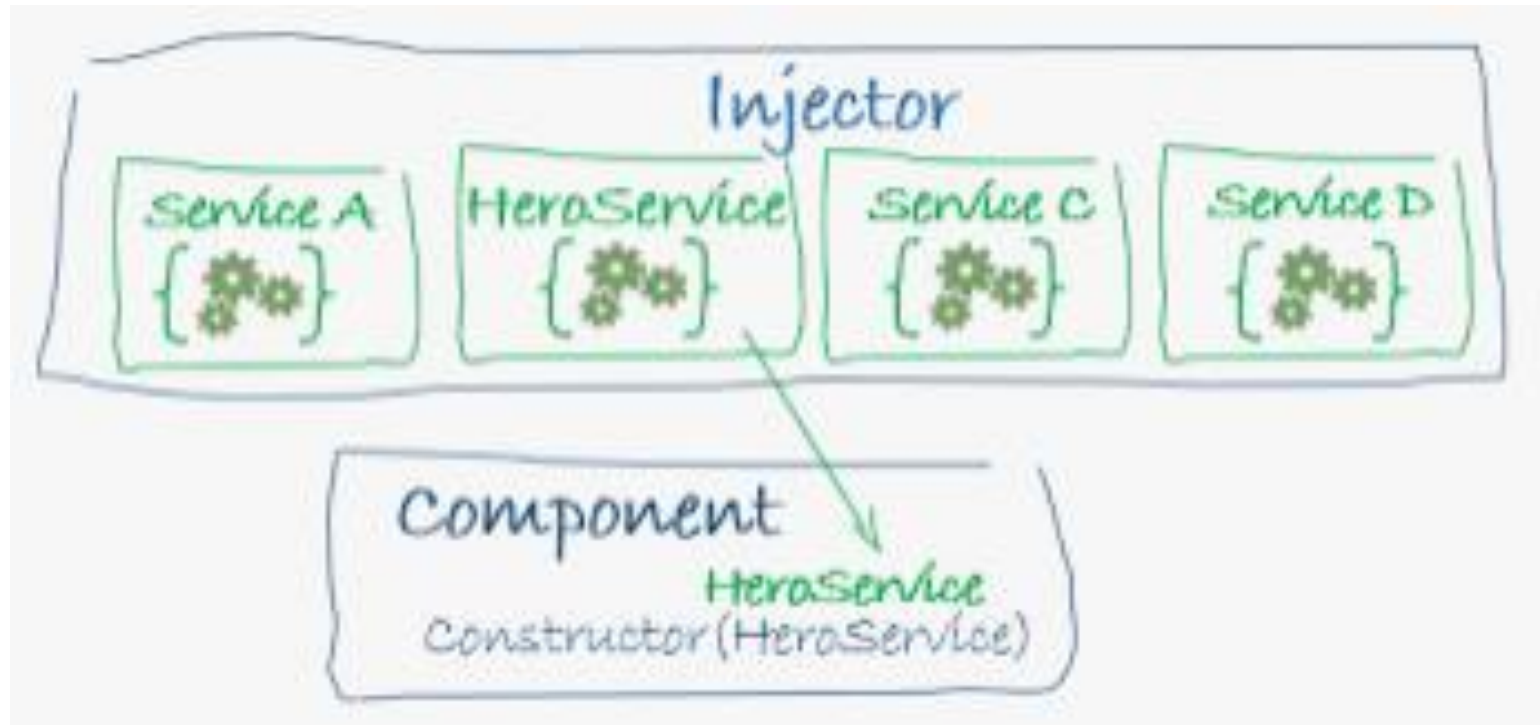 Injector
Service A
HeroService
Service C
Service D
Component
HeroService
Constructor(HeroService)